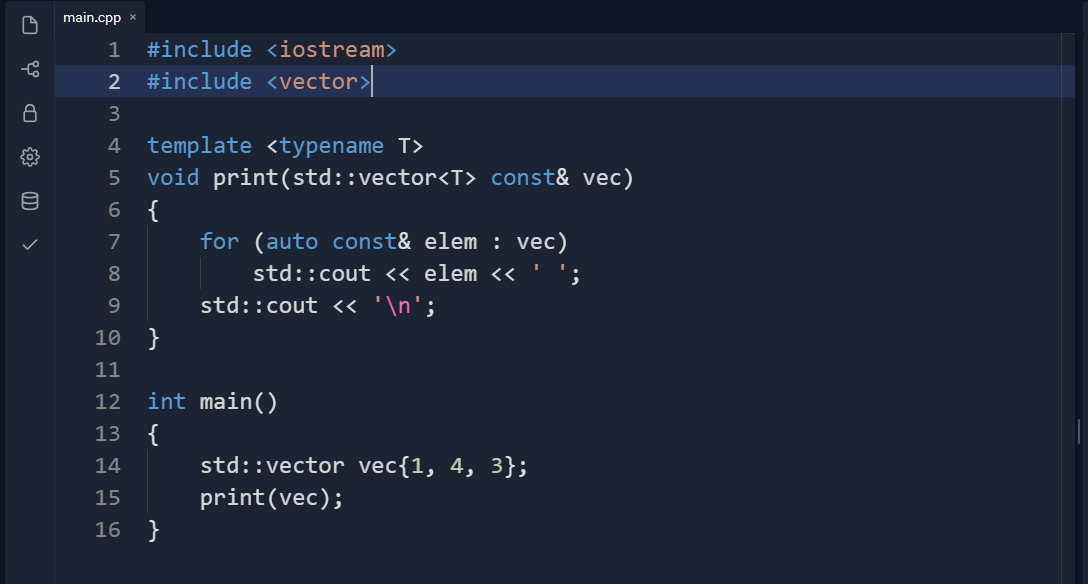 main.cpp ×
1 #include <iostream>
2 #include <vector>
3
4 template <typename T>
5 void print(std::vector<T> const& vec)
6 {
7     for (auto const& elem : vec)
8         std::cout << elem << ' ';
9     std::cout << '\n';
10 }
11
12 int main()
13 {
14     std::vector vec{1, 4, 3};
15     print(vec);
16 }